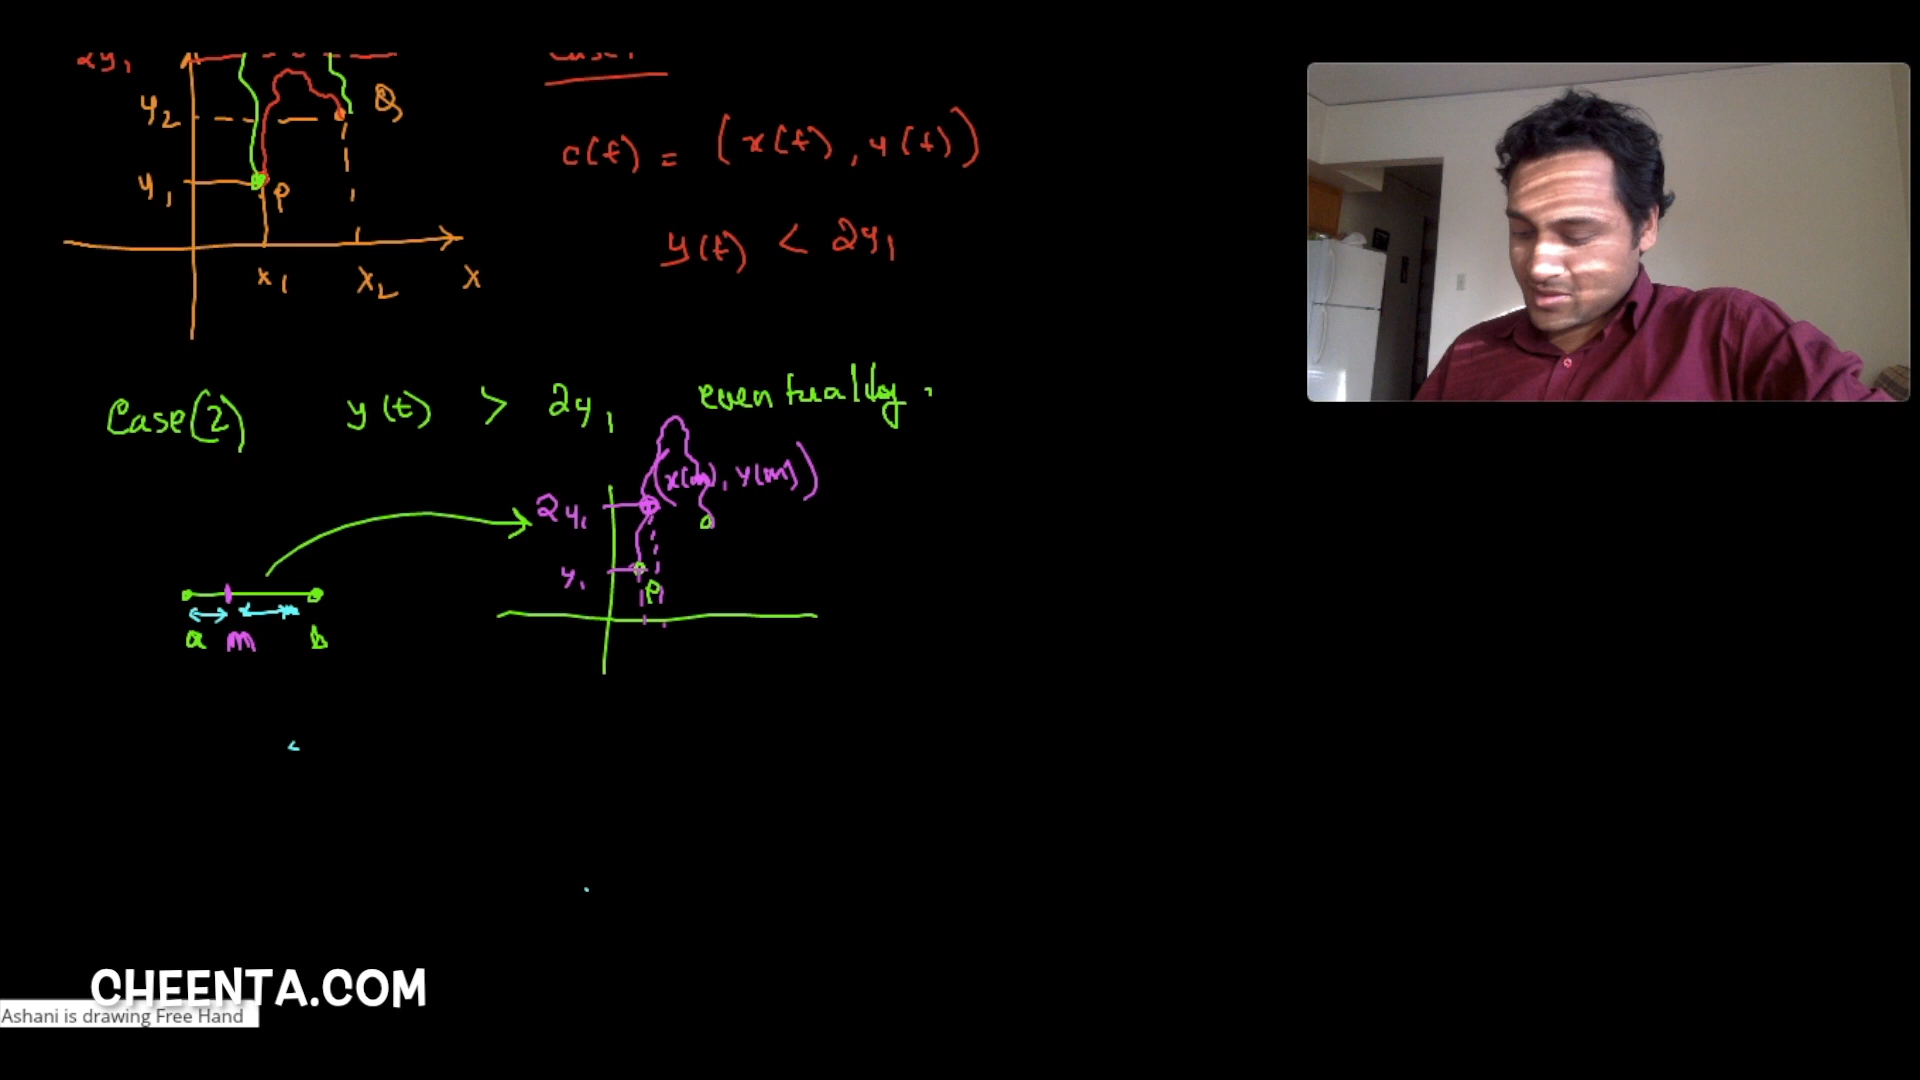 2y₁
y₂
Q
y₁
P
x₁ x₂ x
c(t) = (x(t), y(t))
y(t) < 2y₁
Case(2) y(t) > 2y₁ eventually.
(x(m), y(m))
2y₁
y₁
P
a m b
CHEENTA.COM
Ashani is drawing Free Hand